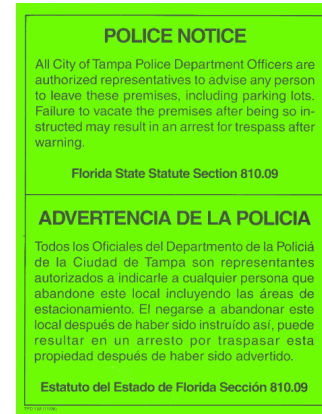 POLICE NOTICE
All City of Tampa Police Department Officers are
authorized representatives to advise any person
to leave these premises, including parking lots.
Failure to vacate the premises after being so in-
structed may result in an arrest for trespass after
warning.
Florida State Statute Section 810.09
ADVERTENCIA DE LA POLICIA
Todos los Oficiales del Departmento de la Policiá
de la Ciudad de Tampa son representantes
autorizados a indicarle a cualquier persona que
abandone este local incluyendo las áreas de
estacionamiento. El negarse a abandonar este
local después de haber sido instruído así, puede
resultar en un arresto por traspasar esta
propiedad después de haber sido advertido.
Estatuto del Estado de Florida Sección 810.09